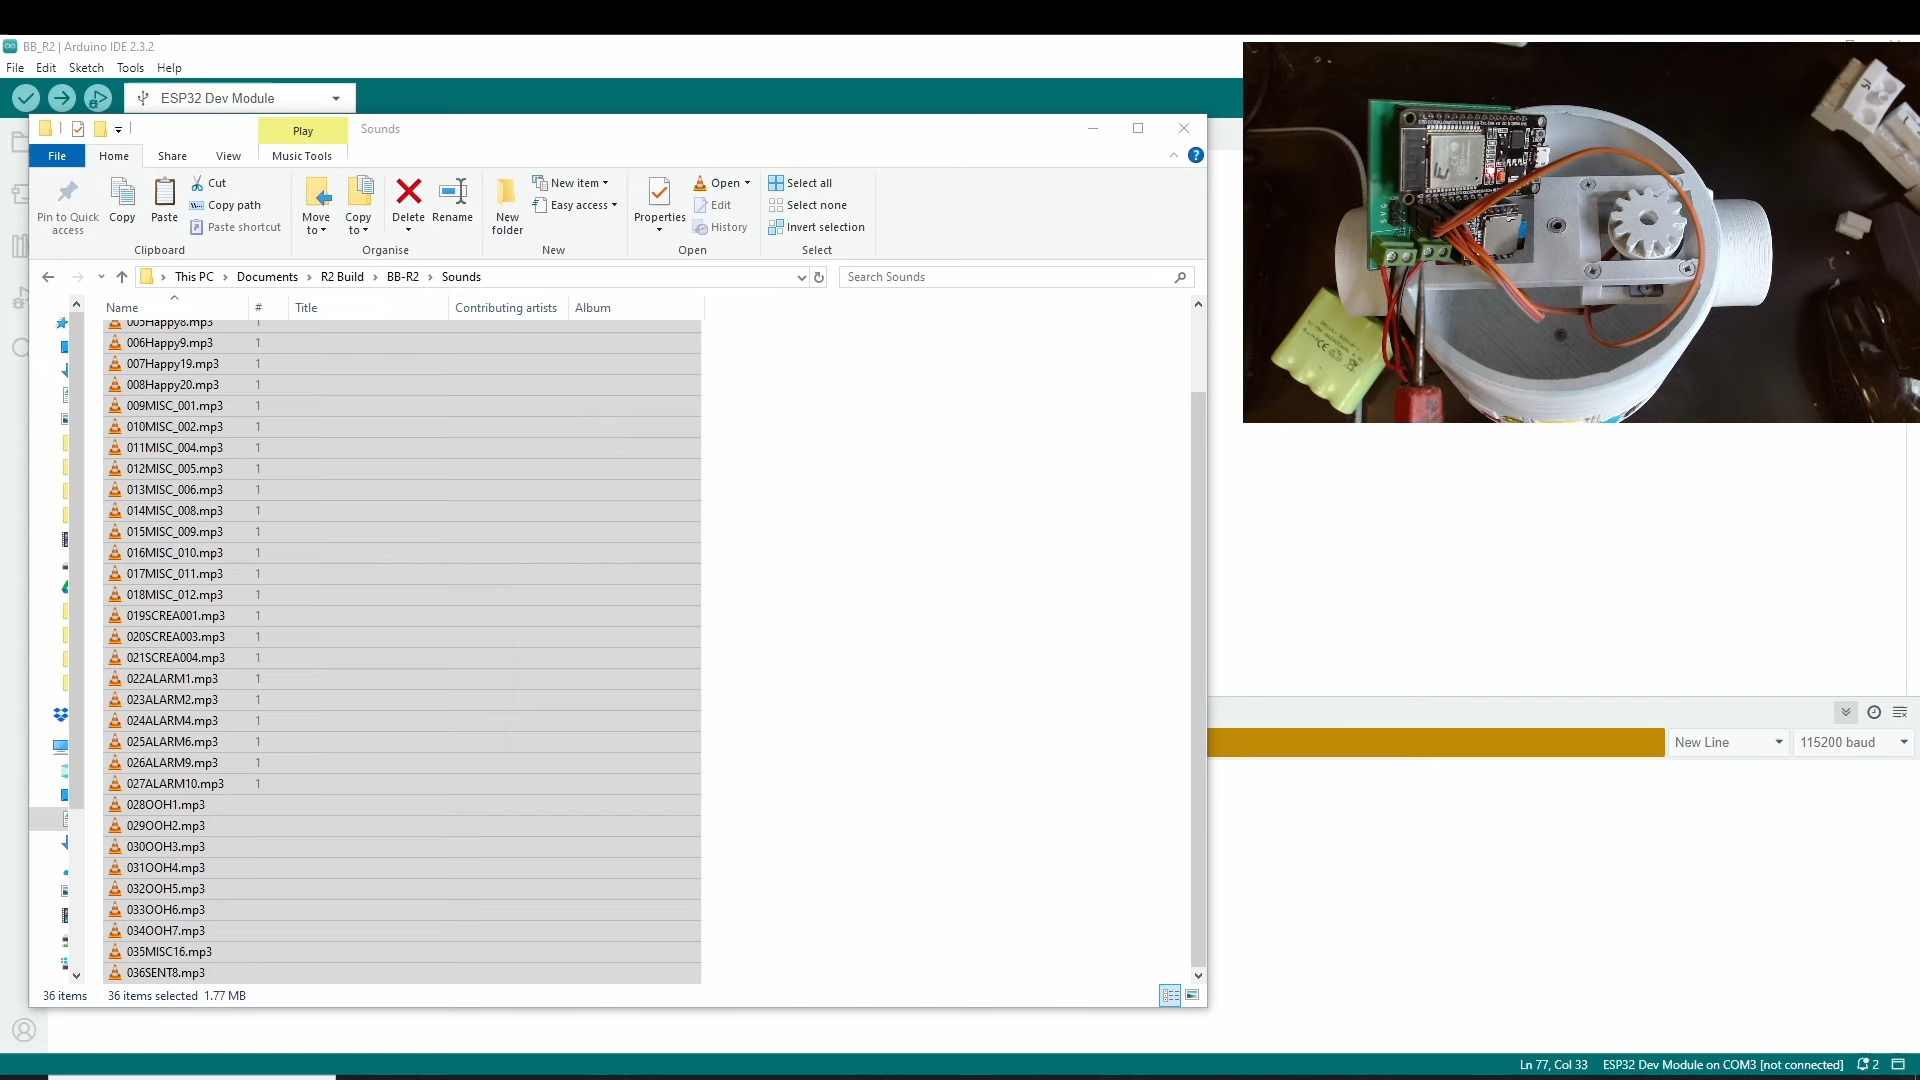 BB_R2 | Arduino IDE 2.3.2
File Edit Sketch Tools Help
ESP32 Dev Module
Play Sounds
File Home Share View Music Tools
Pin to Quick access
Copy
Paste
Cut
Copy path
Paste shortcut
Clipboard
Move to
Copy to
Delete
Rename
Organise
New folder
New item
Easy access
New
Properties
Open
Edit
History
Open
Select all
Select none
Invert selection
Select
This PC > Documents > R2 Build > BB-R2 > Sounds
Search Sounds
Name # Title Contributing artists Album
005Happy8.mp3 1
006Happy9.mp3 1
007Happy19.mp3 1
008Happy20.mp3 1
009MISC_001.mp3 1
010MISC_002.mp3 1
011MISC_004.mp3 1
012MISC_005.mp3 1
013MISC_006.mp3 1
014MISC_008.mp3 1
015MISC_009.mp3 1
016MISC_010.mp3 1
017MISC_011.mp3 1
018MISC_012.mp3 1
019SCREA001.mp3 1
020SCREA003.mp3 1
021SCREA004.mp3 1
022ALARM1.mp3 1
023ALARM2.mp3 1
024ALARM4.mp3 1
025ALARM6.mp3 1
026ALARM9.mp3 1
027ALARM10.mp3 1
028OOH1.mp3
029OOH2.mp3
030OOH3.mp3
031OOH4.mp3
032OOH5.mp3
033OOH6.mp3
034OOH7.mp3
035MISC16.mp3
036SENT8.mp3
36 items 36 items selected 1.77 MB
New Line 115200 baud
Ln 77, Col 33 ESP32 Dev Module on COM3 [not connected] 2
S V G
E